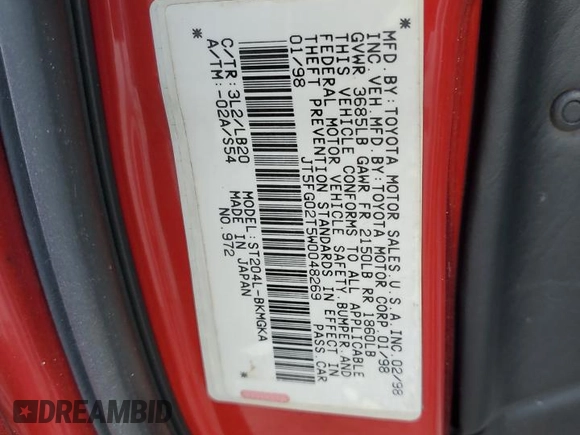 MFD. BY: TOYOTA MOTOR SALES. U S A. INC. 02/98
INC. VEH. MFD. BY: TOYOTA MOTOR CORP. 01/98
GVWR 3685LB GAWR FR 2150LB RR 1860LB
THIS VEHICLE CONFORMS TO ALL APPLICABLE
FEDERAL MOTOR VEHICLE SAFETY, BUMPER, AND
THEFT PREVENTION STANDARDS IN EFFECT IN
01/98 JT5FG02T5W0048269 PASS. CAR
C/TR: 3L2/LB20 MODEL: ST204L-BKMGKA
A/TM: -02A/S54 MADE IN JAPAN
NO. 972
DREAMBID